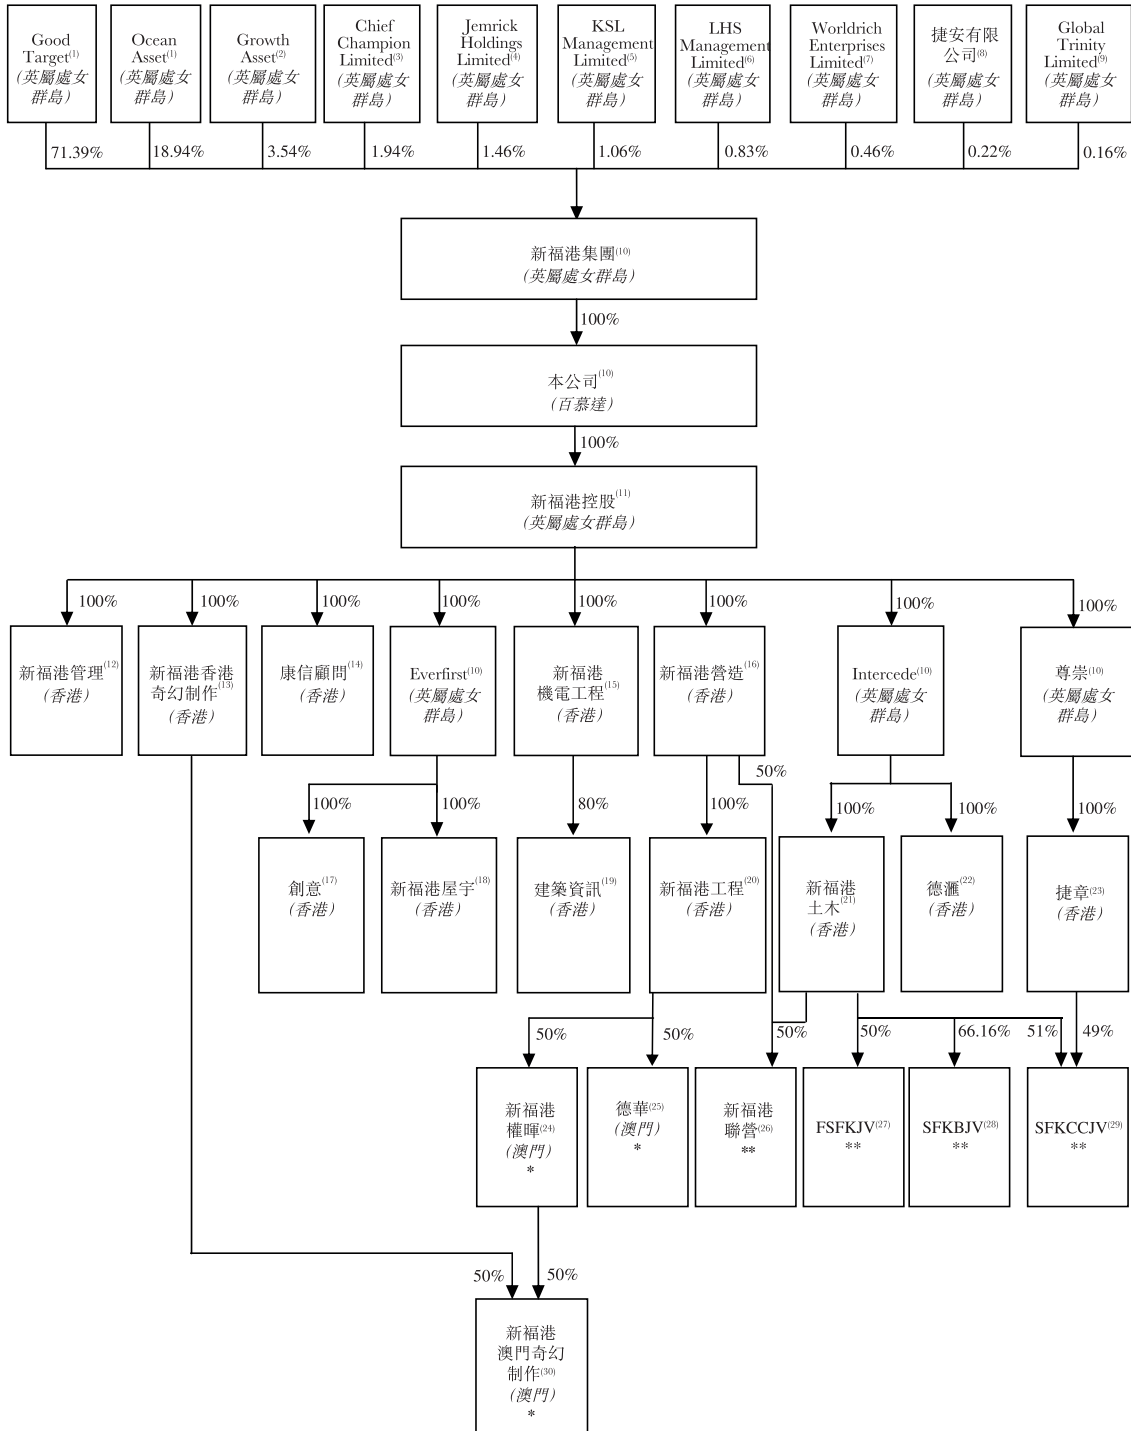 Good
Target(1)
(英屬處女
群島)
Ocean
Asset(1)
(英屬處女
群島)
Growth
Asset(2)
(英屬處女
群島)
Chief
Champion
Limited(3)
(英屬處女
群島)
Jemrick
Holdings
Limited(4)
(英屬處女
群島)
KSL
Management
Limited(5)
(英屬處女
群島)
LHS
Management
Limited(6)
(英屬處女
群島)
Worldrich
Enterprises
Limited(7)
(英屬處女
群島)
捷安有限
公司(8)
(英屬處女
群島)
Global
Trinity
Limited(9)
(英屬處女
群島)
71.39%
18.94%
3.54%
1.94%
1.46%
1.06%
0.83%
0.46%
0.22%
0.16%
新福港集團(10)
(英屬處女群島)
100%
本公司(10)
(百慕達)
100%
新福港控股(11)
(英屬處女群島)
100%
100%
100%
100%
100%
100%
100%
100%
新福港管理(12)
(香港)
新福港香港
奇幻制作(13)
(香港)
康信顧問(14)
(香港)
Everfirst(10)
(英屬處女
群島)
新福港
機電工程(15)
(香港)
新福港營造(16)
(香港)
Intercede(10)
(英屬處女
群島)
尊崇(10)
(英屬處女
群島)
50%
100%
100%
80%
100%
100%
100%
100%
創意(17)
(香港)
新福港屋宇(18)
(香港)
建築資訊(19)
(香港)
新福港工程(20)
(香港)
新福港
土木(21)
(香港)
德滙(22)
(香港)
捷章(23)
(香港)
50%
50%
50%
50%
66.16%
51%
49%
新福港
權暉(24)
(澳門)
*
德華(25)
(澳門)
*
新福港
聯營(26)
**
FSFKJV(27)
**
SFKBJV(28)
**
SFKCCJV(29)
**
50%
50%
新福港
澳門奇幻
制作(30)
(澳門)
*